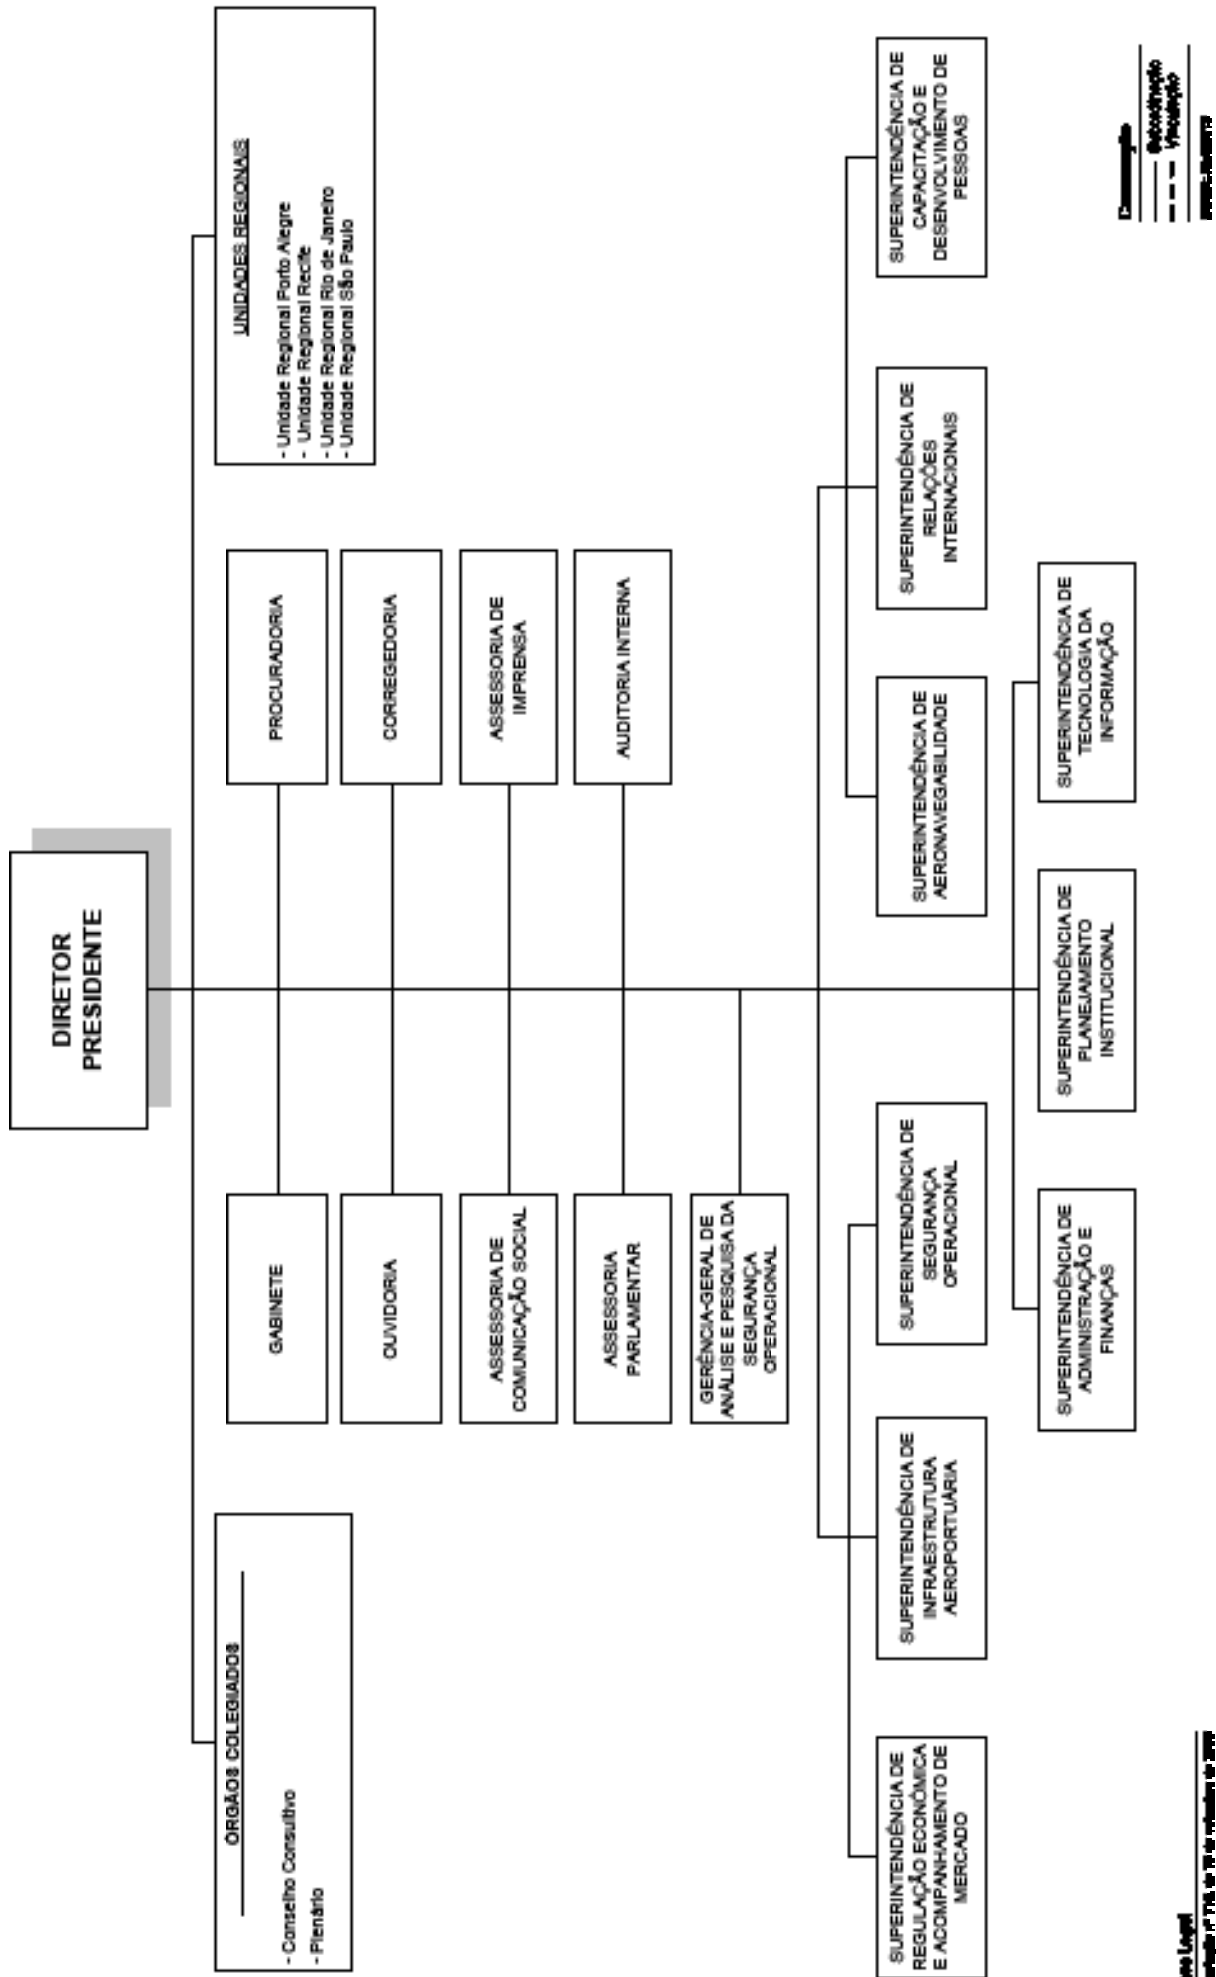 DIRETOR
PRESIDENTE
ÓRGÃOS COLEGIADOS
- Conselho Consultivo
- Plenário
UNIDADES REGIONAIS
- Unidade Regional Porto Alegre
- Unidade Regional Recife
- Unidade Regional Rio de Janeiro
- Unidade Regional São Paulo
GABINETE
PROCURADORIA
OUVIDORIA
CORREGEDORIA
ASSESSORIA DE
COMUNICAÇÃO SOCIAL
ASSESSORIA DE
IMPRENSA
ASSESSORIA
PARLAMENTAR
AUDITORIA INTERNA
GERÊNCIA-GERAL DE
ANÁLISE E PESQUISA DA
SEGURANÇA
OPERACIONAL
SUPERINTENDÊNCIA DE
REGULAÇÃO ECONÔMICA
E ACOMPANHAMENTO DE
MERCADO
SUPERINTENDÊNCIA DE
INFRAESTRUTURA
AEROPORTUÁRIA
SUPERINTENDÊNCIA DE
SEGURANÇA
OPERACIONAL
SUPERINTENDÊNCIA DE
AERONAVEGABILIDADE
SUPERINTENDÊNCIA DE
RELAÇÕES
INTERNACIONAIS
SUPERINTENDÊNCIA DE
CAPACITAÇÃO E
DESENVOLVIMENTO DE
PESSOAS
SUPERINTENDÊNCIA DE
ADMINISTRAÇÃO E
FINANÇAS
SUPERINTENDÊNCIA DE
PLANEJAMENTO
INSTITUCIONAL
SUPERINTENDÊNCIA DE
TECNOLOGIA DA
INFORMAÇÃO
Subordinação
Vinculação
Legal